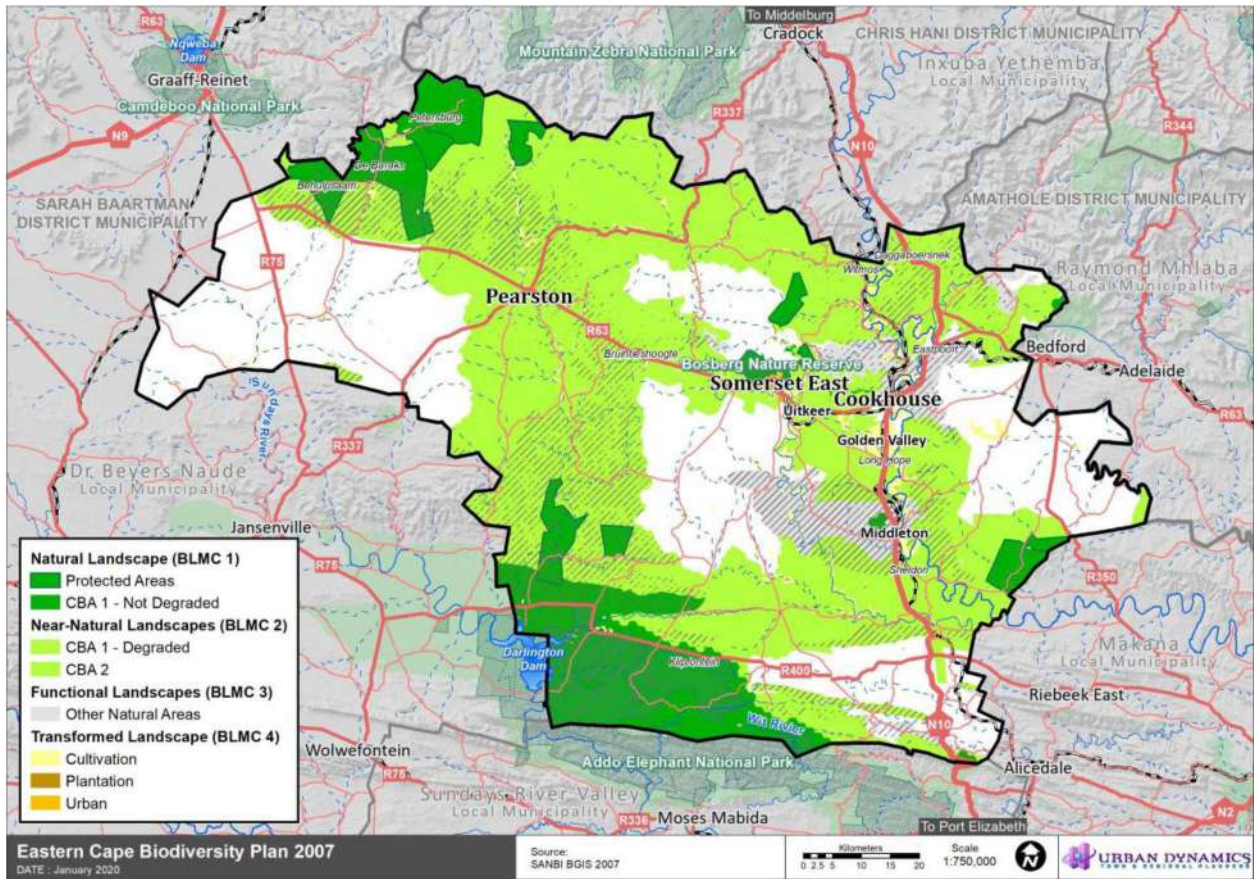 To Middelburg
R63
Cradock
CHRIS HANI DISTRICT MUNICIPALITY
Nqweba
Dam
Mountain Zebra National Park
Inxuba Yethemba
Local Municipality
Graaff-Reinet
Camdeboo National Park
Petersburg
R337
R344
N9
N10
De Baraks
Behulpsaam
SARAH BAARTMAN
DISTRICT MUNICIPALITY
AMATHOLE DISTRICT MUNICIPALITY
R75
Daggaboersnek
Witmos
Raymond Mhlaba
Local Municipality
Pearston
R63
Bruintjieshoogte
Eastpoort
Bedford
Bosberg Nature Reserve
Adelaide
Somerset East
Cookhouse
Sundays
River
Uitkeer
R63
R337
Golden Valley
Long Hope
Dr Beyers Naude
Local Municipality
Jansenville
Middleton
Sheldon
R75
R350
Darlington
Dam
Klipfontein
R400
Makana
Local Municipality
Riebeek East
Wit Rivier
N10
Wolwefontein
R75
Addo Elephant National Park
Alicedale
Sundays River Valley
Local Municipality
R336
Moses Mabida
To Port Elizabeth
N2
Natural Landscape (BLMC 1)
Protected Areas
CBA 1 - Not Degraded
Near-Natural Landscapes (BLMC 2)
CBA 1 - Degraded
CBA 2
Functional Landscapes (BLMC 3)
Other Natural Areas
Transformed Landscape (BLMC 4)
Cultivation
Plantation
Urban
Eastern Cape Biodiversity Plan 2007
DATE : January 2020
Source:
SANBI BGIS 2007
Kilometers
0 2.5 5 10 15 20
Scale
1:750,000
N
URBAN DYNAMICS
TOWN & REGIONAL PLANNERS